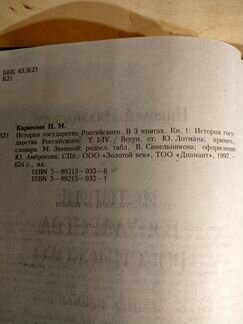 ББК 63.3(2)
К21
Карамзин Н. М.
К21
История государства Российского. В 3 книгах. Кн. 1: История госу-
дарства Российского. Т. I-IV./ Вступ. ст. Ю. Лотмана; примеч.,
словарь М. Зиминой; родосл. табл. В. Синельникова; оформление
Ю. Амбросова; СПб.: ООО «Золотой век», ТОО «Диамант», 1997. –
624 с., ил.
ISBN 5-89215-035-6
ISBN 5-89215-032-1